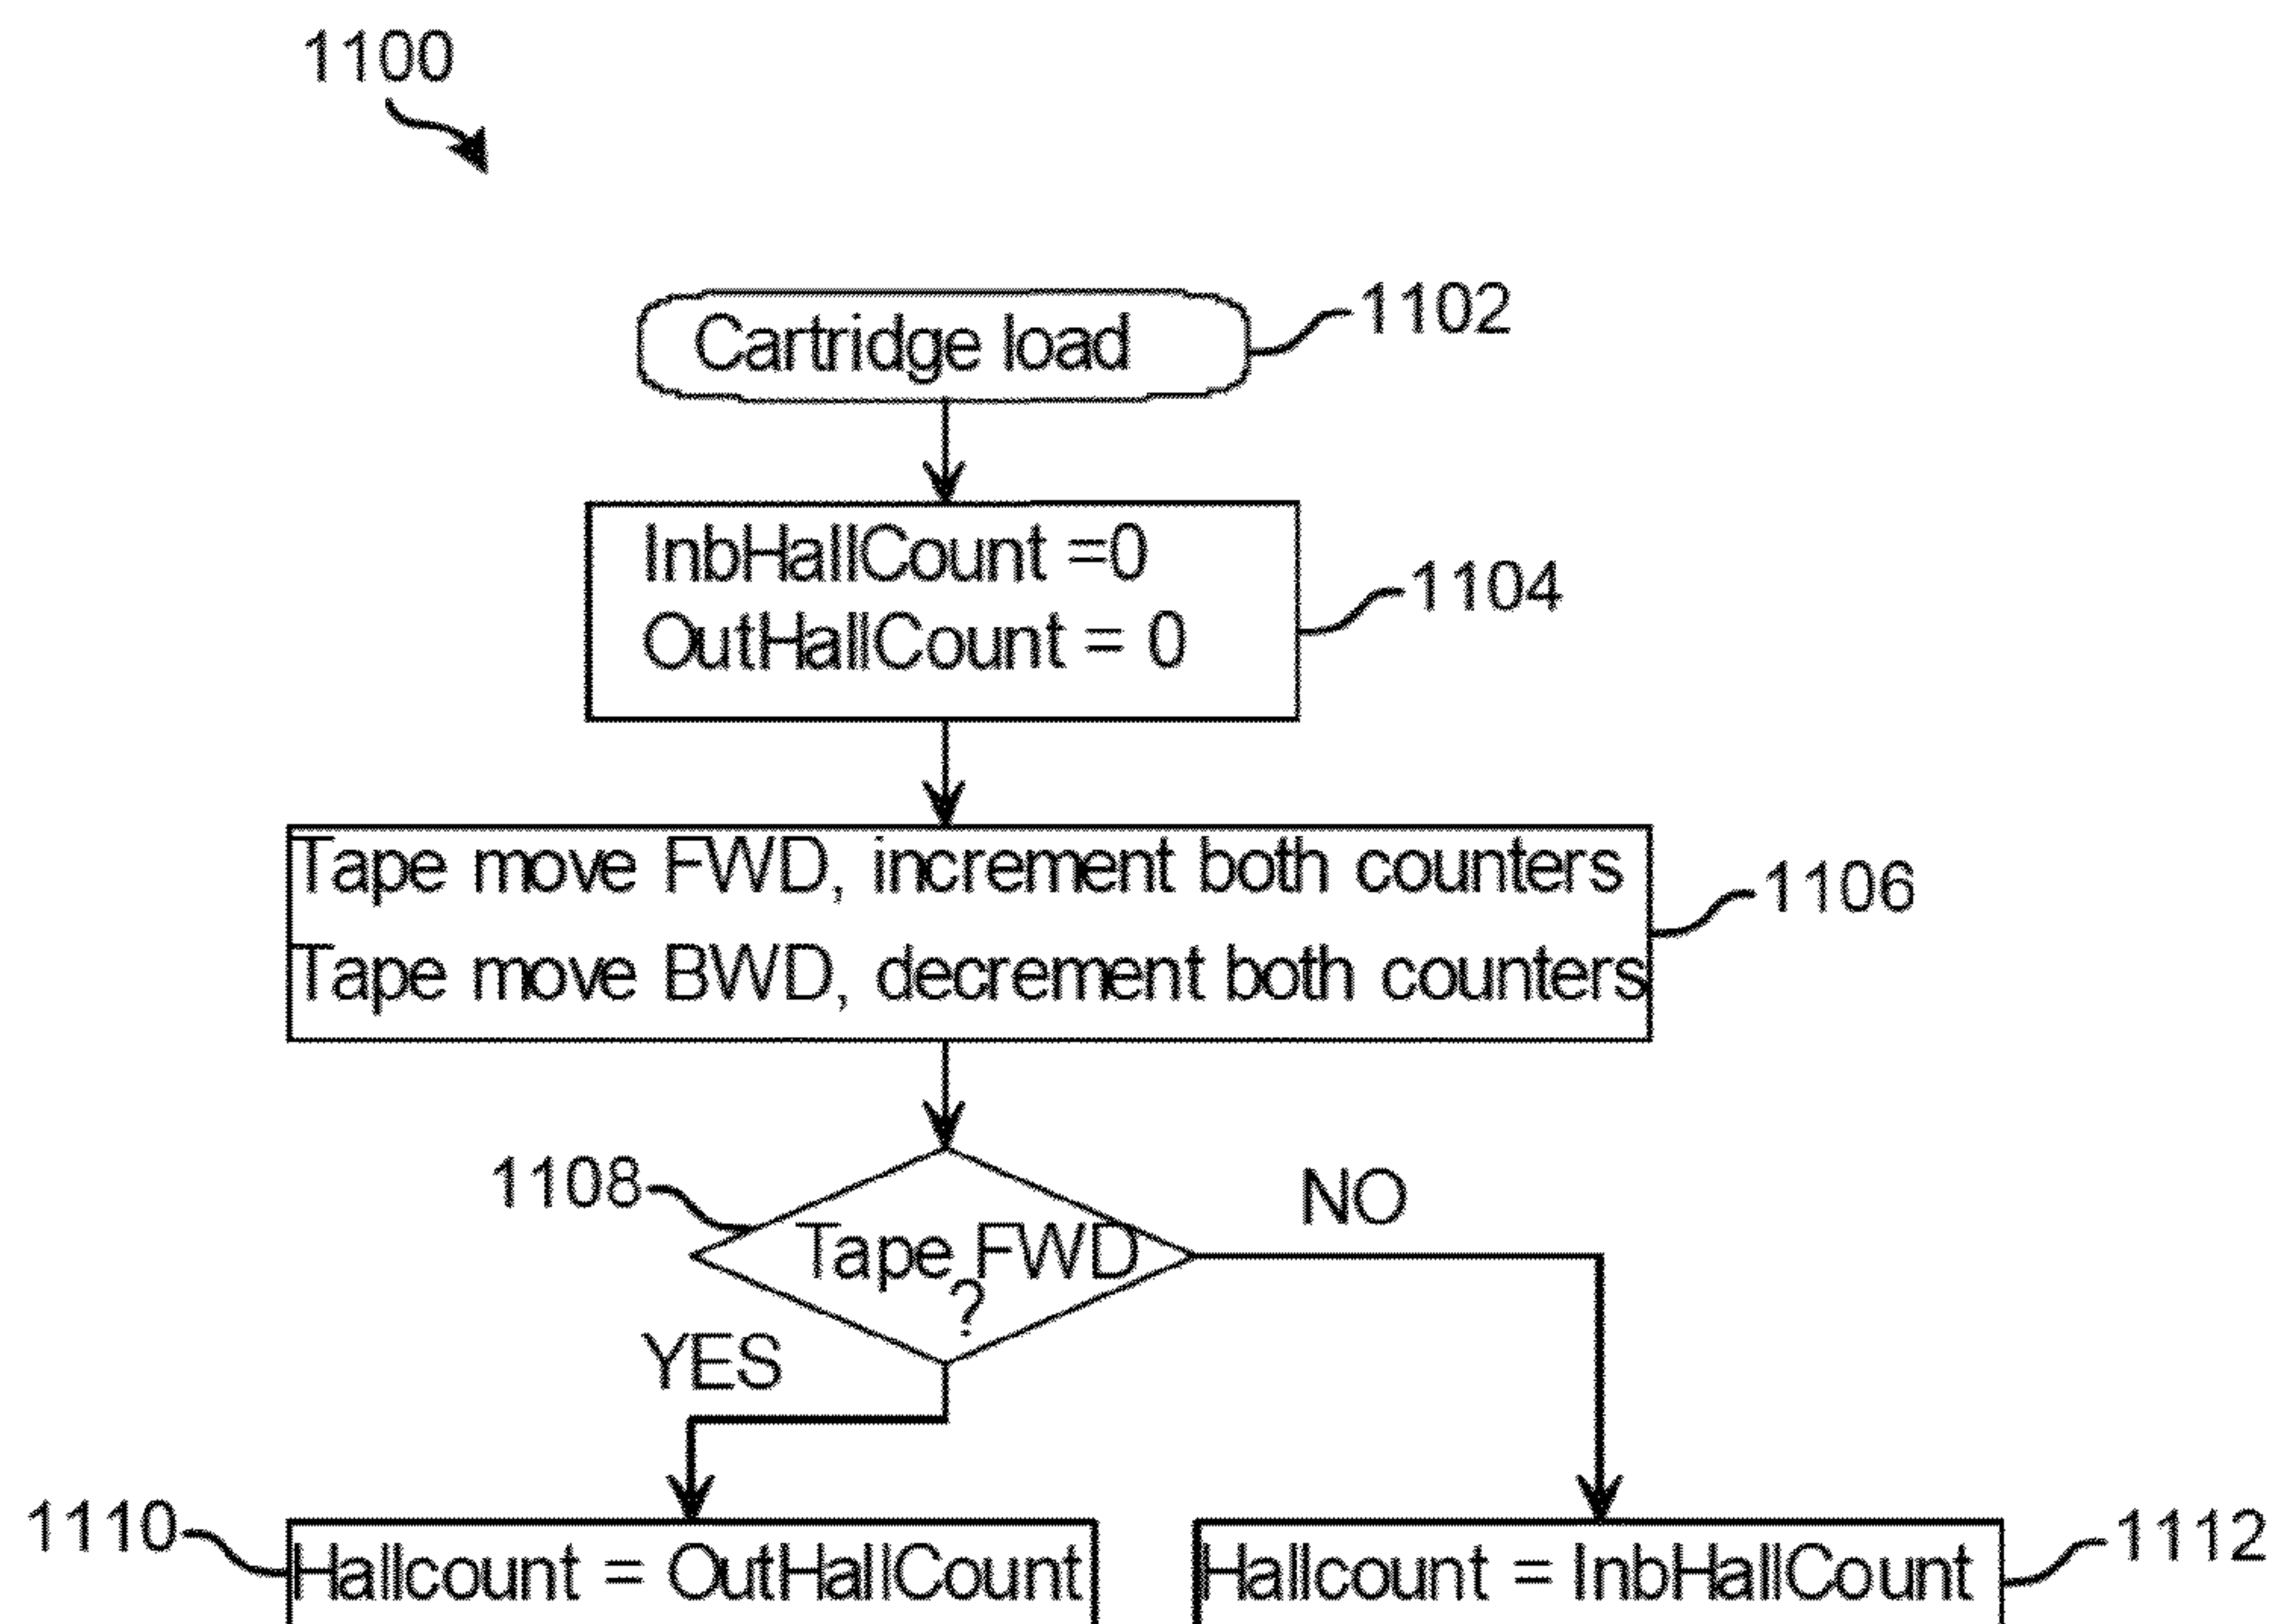 1100
Cartridge load
1102
InbHallCount =0
OutHallCount = 0
1104
Tape move FWD, increment both counters
Tape move BWD, decrement both counters
1106
1108
Tape FWD
?
NO
YES
1110
Hallcount = OutHallCount
Hallcount = InbHallCount
1112